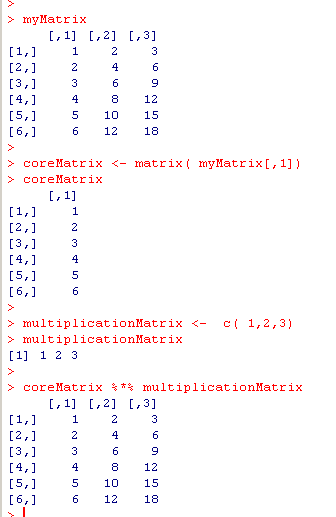 >
> myMatrix
     [,1] [,2] [,3]
[1,]    1    2    3
[2,]    2    4    6
[3,]    3    6    9
[4,]    4    8   12
[5,]    5   10   15
[6,]    6   12   18
>
> coreMatrix <- matrix( myMatrix[,1])
> coreMatrix
     [,1]
[1,]    1
[2,]    2
[3,]    3
[4,]    4
[5,]    5
[6,]    6
>
> multiplicationMatrix <-  c( 1,2,3)
> multiplicationMatrix
[1] 1 2 3
>
> coreMatrix %*% multiplicationMatrix
     [,1] [,2] [,3]
[1,]    1    2    3
[2,]    2    4    6
[3,]    3    6    9
[4,]    4    8   12
[5,]    5   10   15
[6,]    6   12   18
>